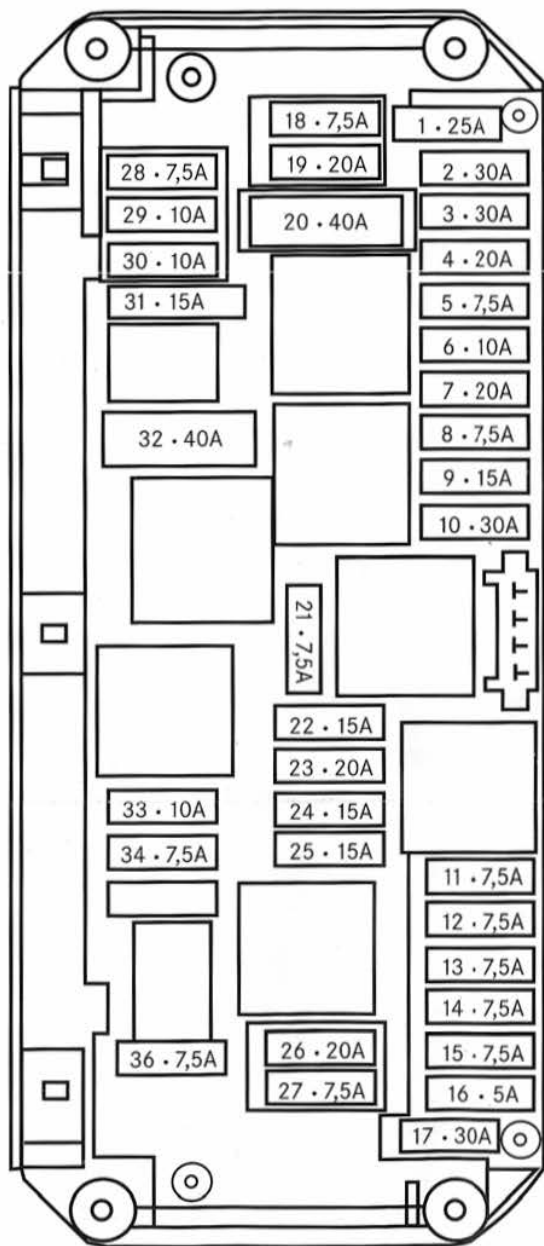 18 · 7,5A
1 · 25A
19 · 20A
28 · 7,5A
2 · 30A
29 · 10A
20 · 40A
3 · 30A
30 · 10A
4 · 20A
31 · 15A
5 · 7,5A
6 · 10A
7 · 20A
32 · 40A
8 · 7,5A
9 · 15A
10 · 30A
21 · 7,5A
22 · 15A
23 · 20A
33 · 10A
24 · 15A
34 · 7,5A
25 · 15A
11 · 7,5A
12 · 7,5A
13 · 7,5A
14 · 7,5A
36 · 7,5A
26 · 20A
15 · 7,5A
27 · 7,5A
16 · 5A
17 · 30A